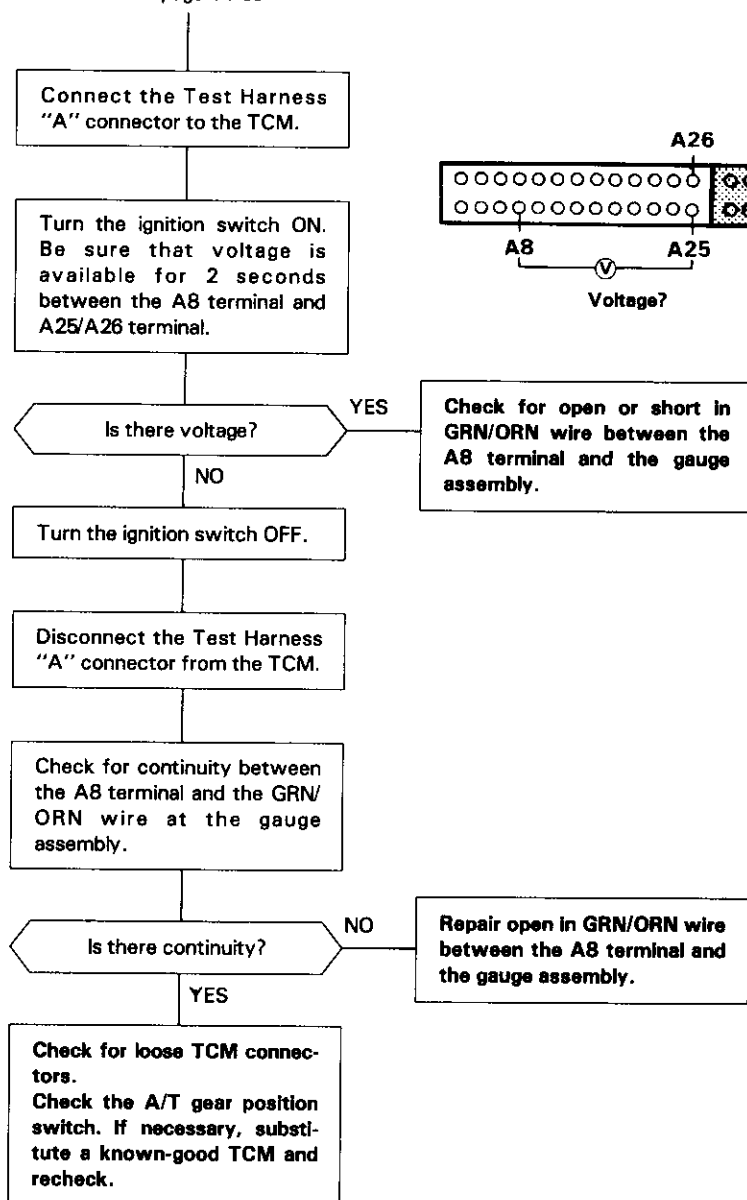 Connect the Test Harness
"A" connector to the TCM.
A26
A8
A25
V
Voltage?
Turn the ignition switch ON.
Be sure that voltage is
available for 2 seconds
between the A8 terminal and
A25/A26 terminal.
Is there voltage?
YES
Check for open or short in
GRN/ORN wire between the
A8 terminal and the gauge
assembly.
NO
Turn the ignition switch OFF.
Disconnect the Test Harness
"A" connector from the TCM.
Check for continuity between
the A8 terminal and the GRN/
ORN wire at the gauge
assembly.
Is there continuity?
NO
Repair open in GRN/ORN wire
between the A8 terminal and
the gauge assembly.
YES
Check for loose TCM connec-
tors.
Check the A/T gear position
switch. If necessary, substi-
tute a known-good TCM and
recheck.